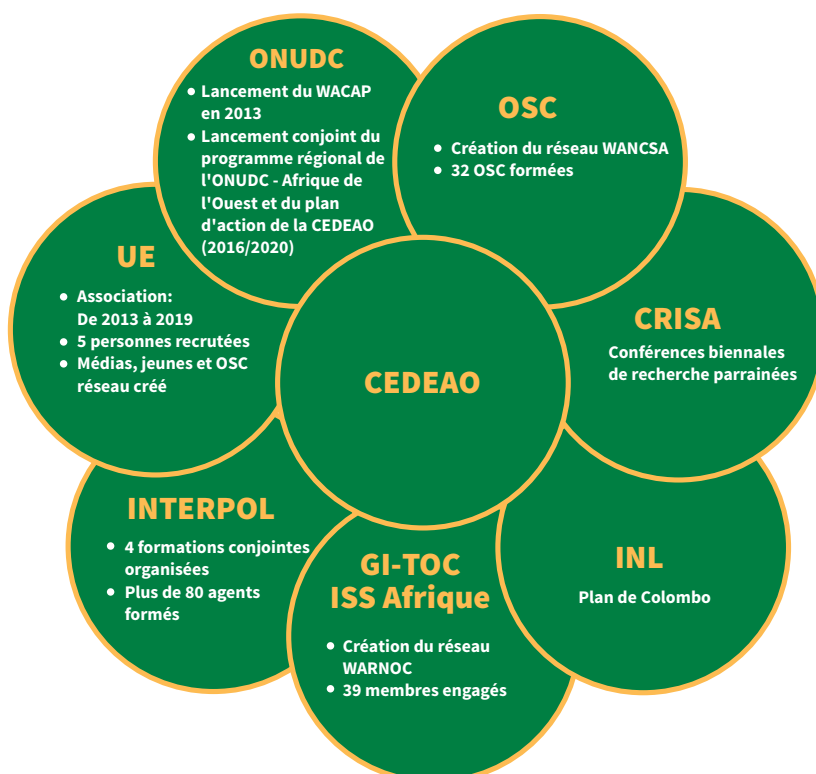 ONUDC
• Lancement du WACAP
en 2013
• Lancement conjoint du
programme régional de
l'ONUDC - Afrique de
l'Ouest et du plan
d'action de la CEDEAO
(2016/2020)
OSC
• Création du réseau WANCSA
• 32 OSC formées
UE
• Association:
De 2013 à 2019
• 5 personnes recrutées
• Médias, jeunes et OSC
réseau créé
CRISA
Conférences biennales
de recherche parrainées
CEDEAO
INTERPOL
• 4 formations conjointes
organisées
• Plus de 80 agents
formés
GI-TOC
ISS Afrique
• Création du réseau
WARNOC
• 39 membres engagés
INL
Plan de Colombo